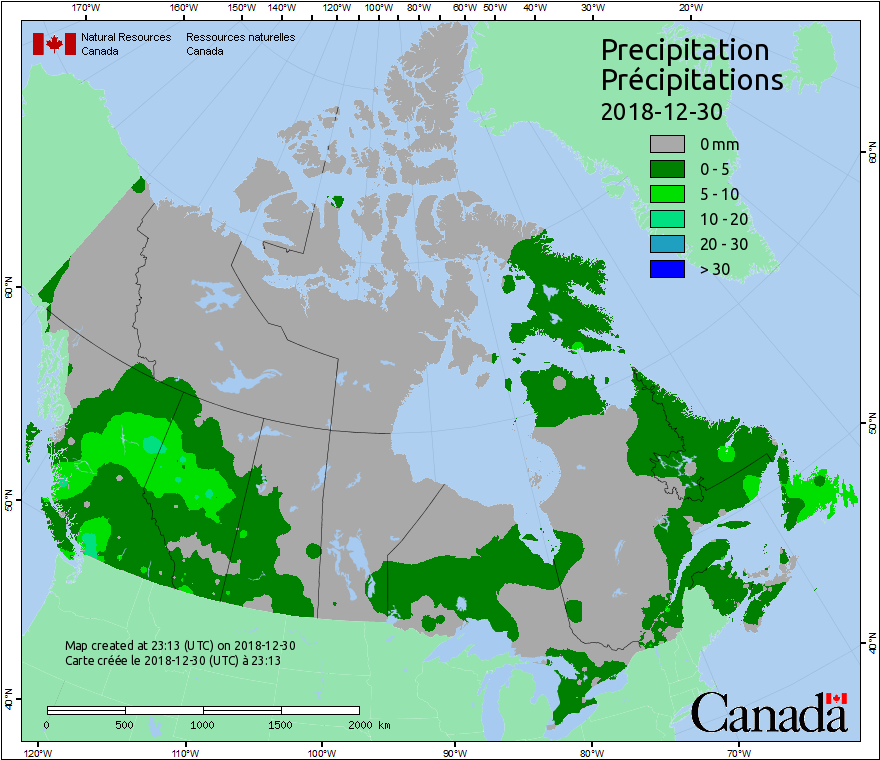 170°W 160°W 150°W 140°W 130°W 120°W 110°W 100°W 90°W 80°W 60°W 50°W 40°W 30°W 20°W
Natural Resources Ressources naturelles
Canada Canada
Precipitation
Précipitations
2018-12-30
0 mm
0 - 5
5 - 10
10 - 20
20 - 30
> 30
60°N
60°N
50°N
50°N
40°N
40°N
Map created at 23:13 (UTC) on 2018-12-30
Carte créée le 2018-12-30 (UTC) à 23:13
0 500 1000 1500 2000 km
Canada
120°W 110°W 100°W 90°W 80°W 70°W